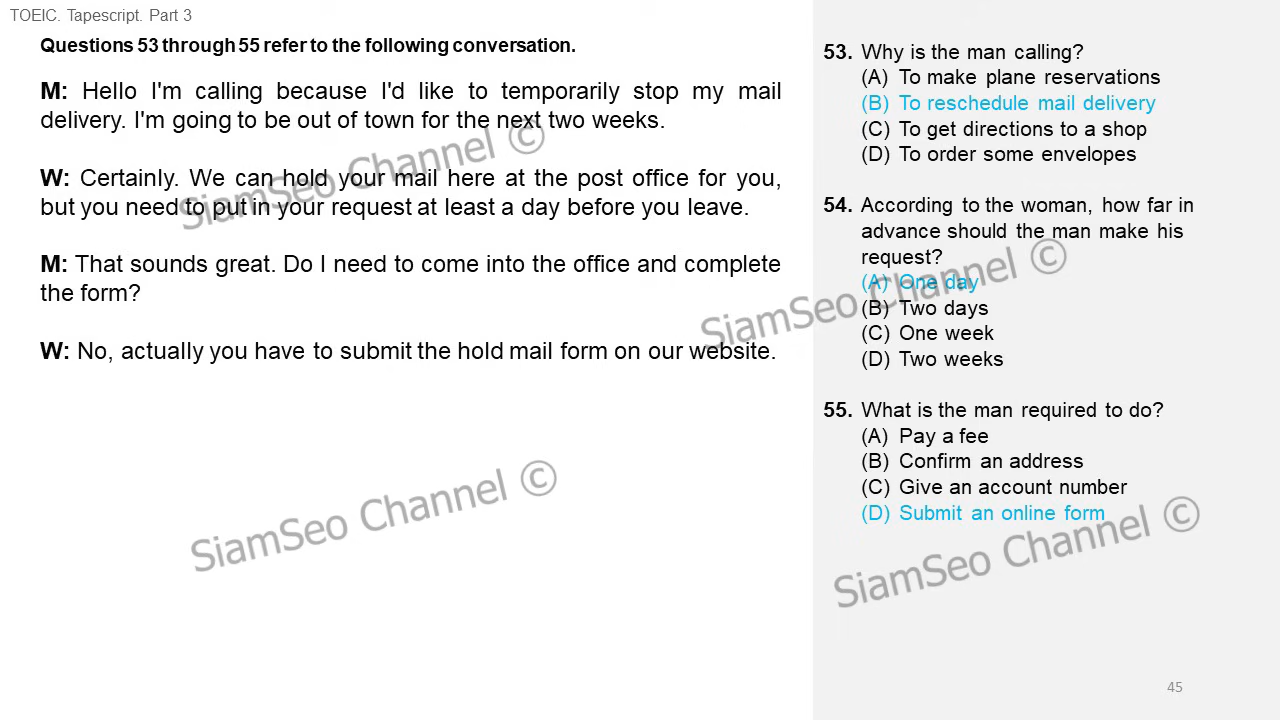 TOEIC. Tapescript. Part 3
Questions 53 through 55 refer to the following conversation.
M: Hello I'm calling because I'd like to temporarily stop my mail
delivery. I'm going to be out of town for the next two weeks.
W: Certainly. We can hold your mail here at the post office for you,
but you need to put in your request at least a day before you leave.
M: That sounds great. Do I need to come into the office and complete
the form?
W: No, actually you have to submit the hold mail form on our website.
53. Why is the man calling?
(A) To make plane reservations
(B) To reschedule mail delivery
(C) To get directions to a shop
(D) To order some envelopes
54. According to the woman, how far in
advance should the man make his
request?
(A) One day
(B) Two days
(C) One week
(D) Two weeks
55. What is the man required to do?
(A) Pay a fee
(B) Confirm an address
(C) Give an account number
(D) Submit an online form
SiamSeo Channel ©
SiamSeo Channel ©
SiamSeo Channel ©
SiamSeo Channel ©
45